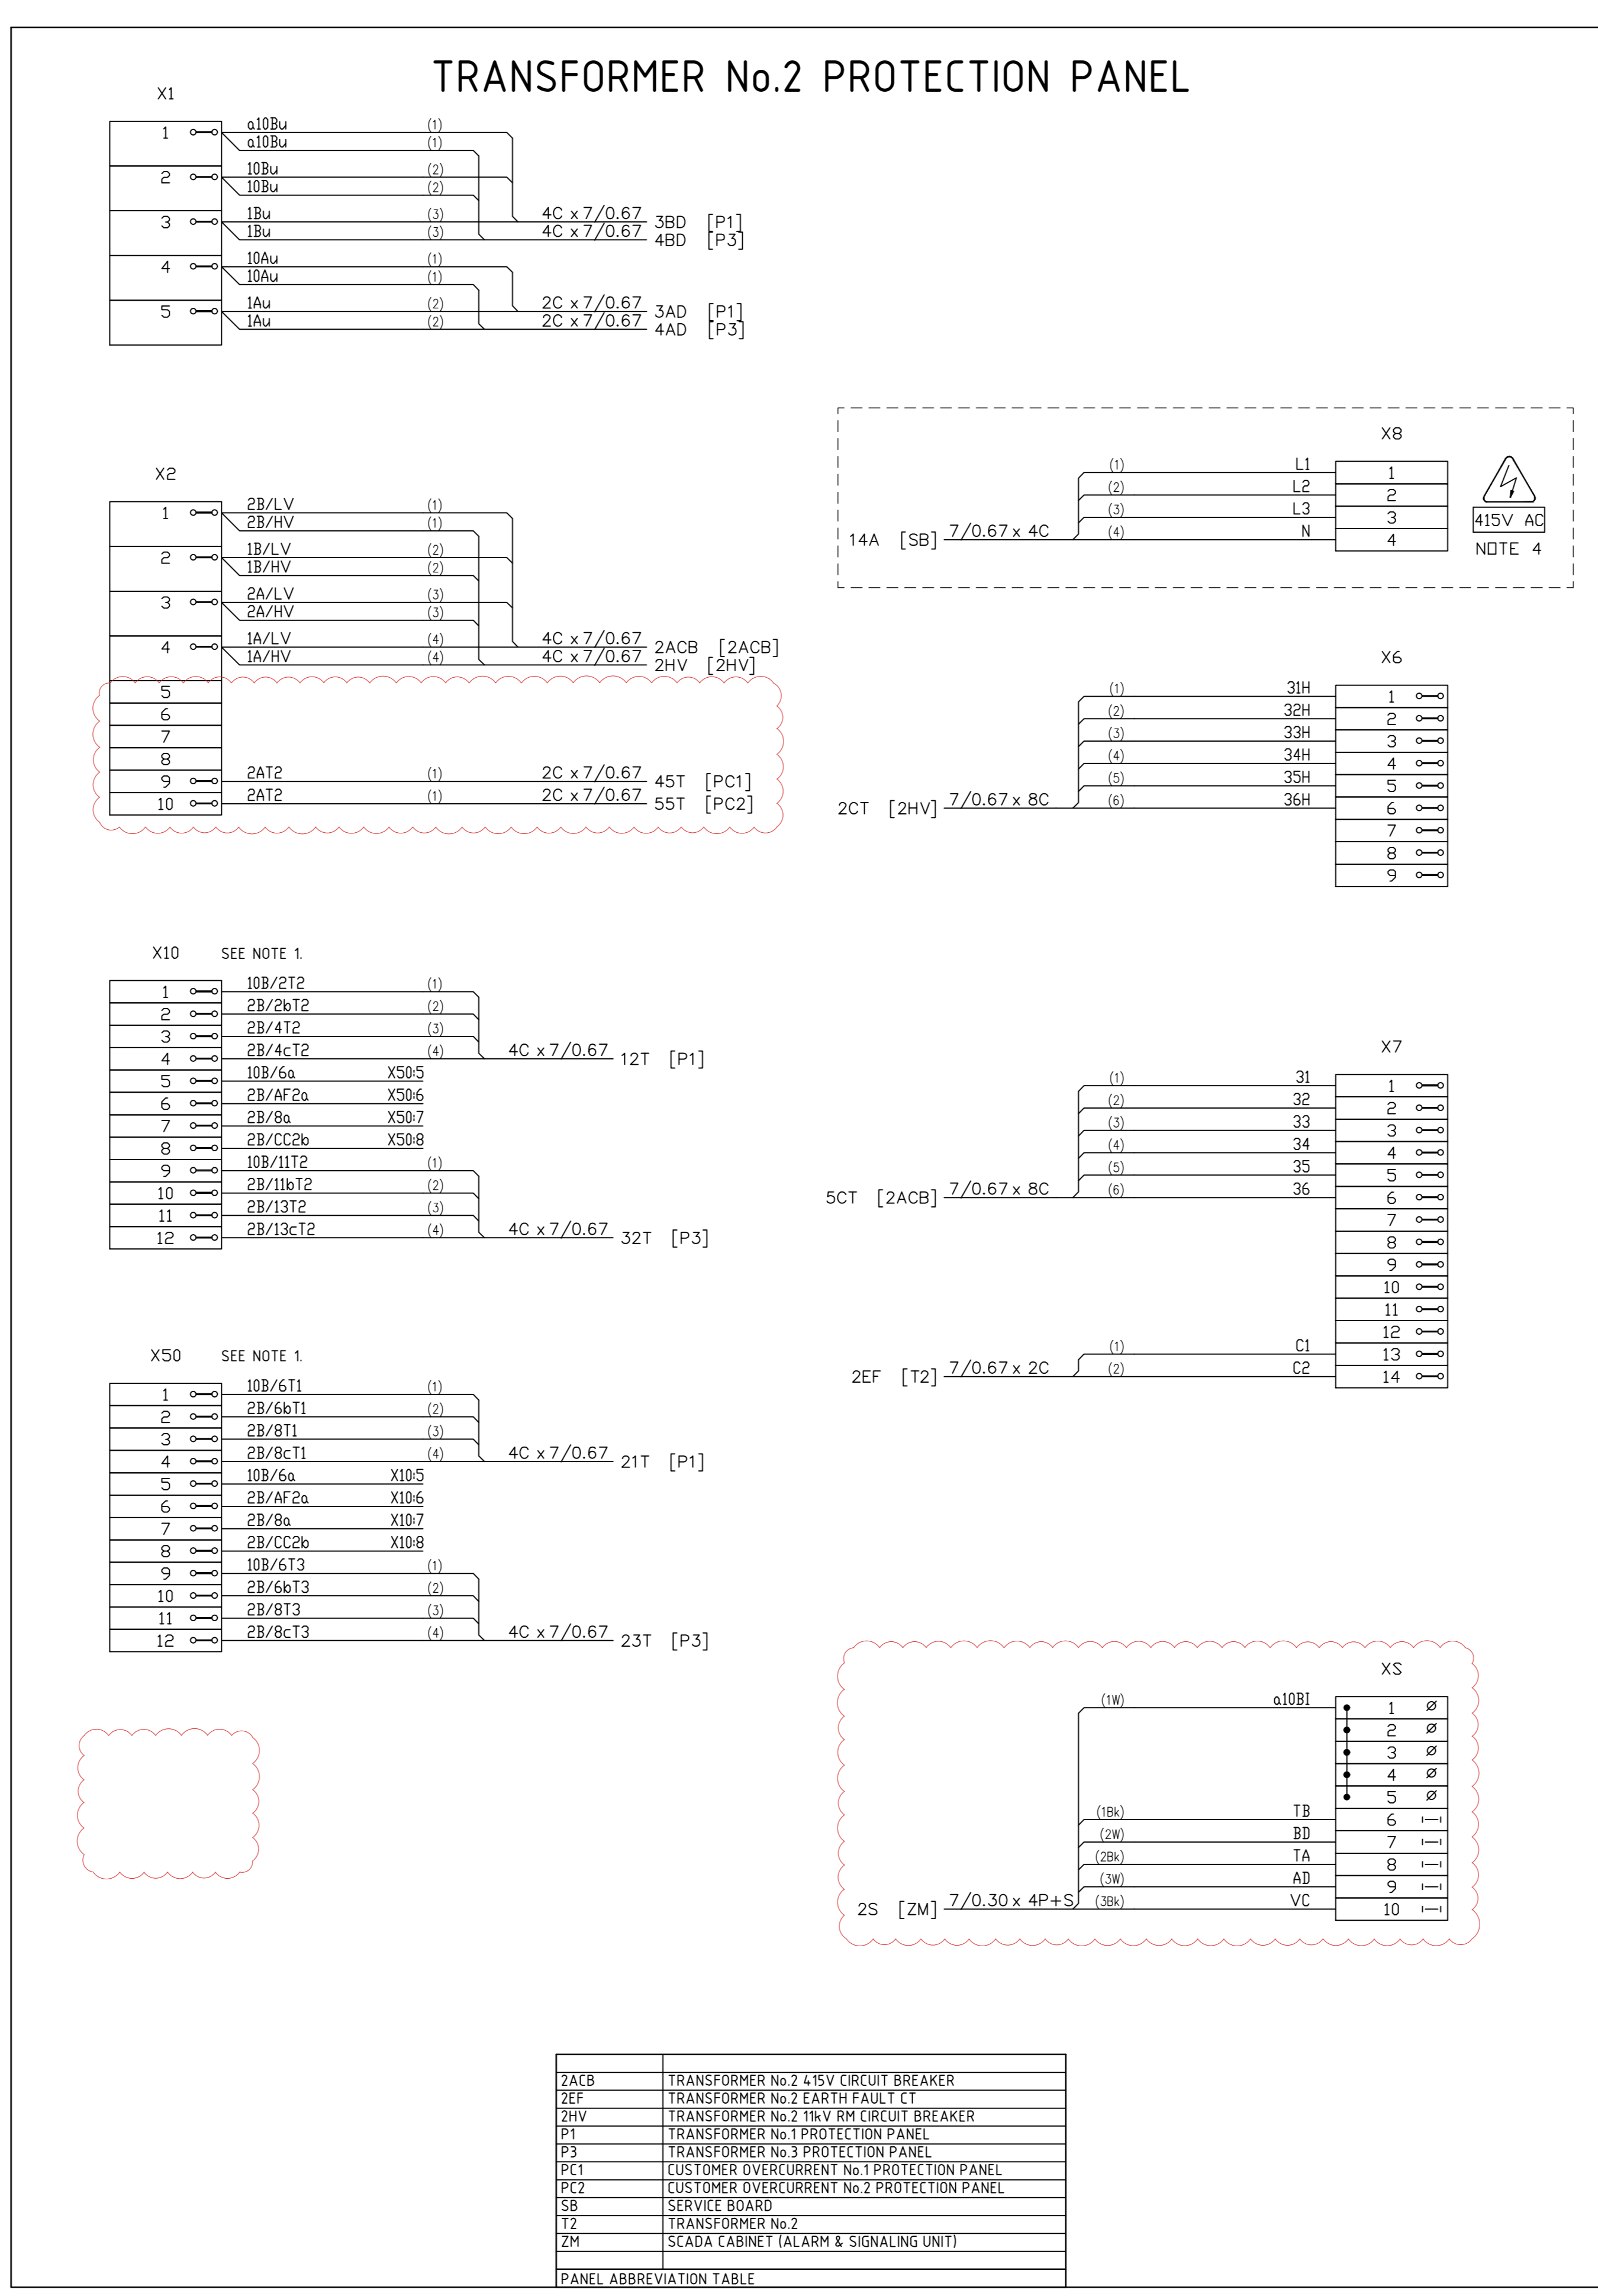 TRANSFORMER No.2 PROTECTION PANEL
X1
1 a10Bu (1)
a10Bu (1)
2 10Bu (2)
10Bu (2)
3 1Bu (3) 4C x 7/0.67 3BD [P1]
1Bu (3) 4C x 7/0.67 4BD [P3]
4 10Au (1)
10Au (1)
5 1Au (2) 2C x 7/0.67 3AD [P1]
1Au (2) 2C x 7/0.67 4AD [P3]
X2
1 2B/LV (1)
2B/HV (1)
2 1B/LV (2)
1B/HV (2)
3 2A/LV (3)
2A/HV (3)
4 1A/LV (4) 4C x 7/0.67 2ACB [2ACB]
1A/HV (4) 4C x 7/0.67 2HV [2HV]
5
6
7
8
9 2AT2 (1) 2C x 7/0.67 45T [PC1]
10 2AT2 (1) 2C x 7/0.67 55T [PC2]
X10 SEE NOTE 1.
1 10B/2T2 (1)
2 2B/2bT2 (2)
3 2B/4T2 (3)
4 2B/4cT2 (4) 4C x 7/0.67 12T [P1]
5 10B/6a X50:5
6 2B/AF2a X50:6
7 2B/8a X50:7
8 2B/CC2b X50:8
9 10B/11T2 (1)
10 2B/11bT2 (2)
11 2B/13T2 (3)
12 2B/13cT2 (4) 4C x 7/0.67 32T [P3]
X50 SEE NOTE 1.
1 10B/6T1 (1)
2 2B/6bT1 (2)
3 2B/8T1 (3)
4 2B/8cT1 (4) 4C x 7/0.67 21T [P1]
5 10B/6a X10:5
6 2B/AF2a X10:6
7 2B/8a X10:7
8 2B/CC2b X10:8
9 10B/6T3 (1)
10 2B/6bT3 (2)
11 2B/8T3 (3)
12 2B/8cT3 (4) 4C x 7/0.67 23T [P3]
X8
(1) L1 1
(2) L2 2
(3) L3 3
14A [SB] 7/0.67 x 4C (4) N 4
415V AC
NOTE 4
X6
(1) 31H 1
(2) 32H 2
(3) 33H 3
(4) 34H 4
(5) 35H 5
2CT [2HV] 7/0.67 x 8C (6) 36H 6
7
8
9
X7
(1) 31 1
(2) 32 2
(3) 33 3
(4) 34 4
(5) 35 5
5CT [2ACB] 7/0.67 x 8C (6) 36 6
7
8
9
10
11
12
(1) C1 13
2EF [T2] 7/0.67 x 2C (2) C2 14
XS
(1W) a10BI 1
2
3
4
5
(1Bk) TB 6
(2W) BD 7
(2Bk) TA 8
(3W) AD 9
2S [ZM] 7/0.30 x 4P+S (3Bk) VC 10
2ACB TRANSFORMER No.2 415V CIRCUIT BREAKER
2EF TRANSFORMER No.2 EARTH FAULT CT
2HV TRANSFORMER No.2 11kV RM CIRCUIT BREAKER
P1 TRANSFORMER No.1 PROTECTION PANEL
P3 TRANSFORMER No.3 PROTECTION PANEL
PC1 CUSTOMER OVERCURRENT No.1 PROTECTION PANEL
PC2 CUSTOMER OVERCURRENT No.2 PROTECTION PANEL
SB SERVICE BOARD
T2 TRANSFORMER No.2
ZM SCADA CABINET (ALARM & SIGNALING UNIT)
PANEL ABBREVIATION TABLE